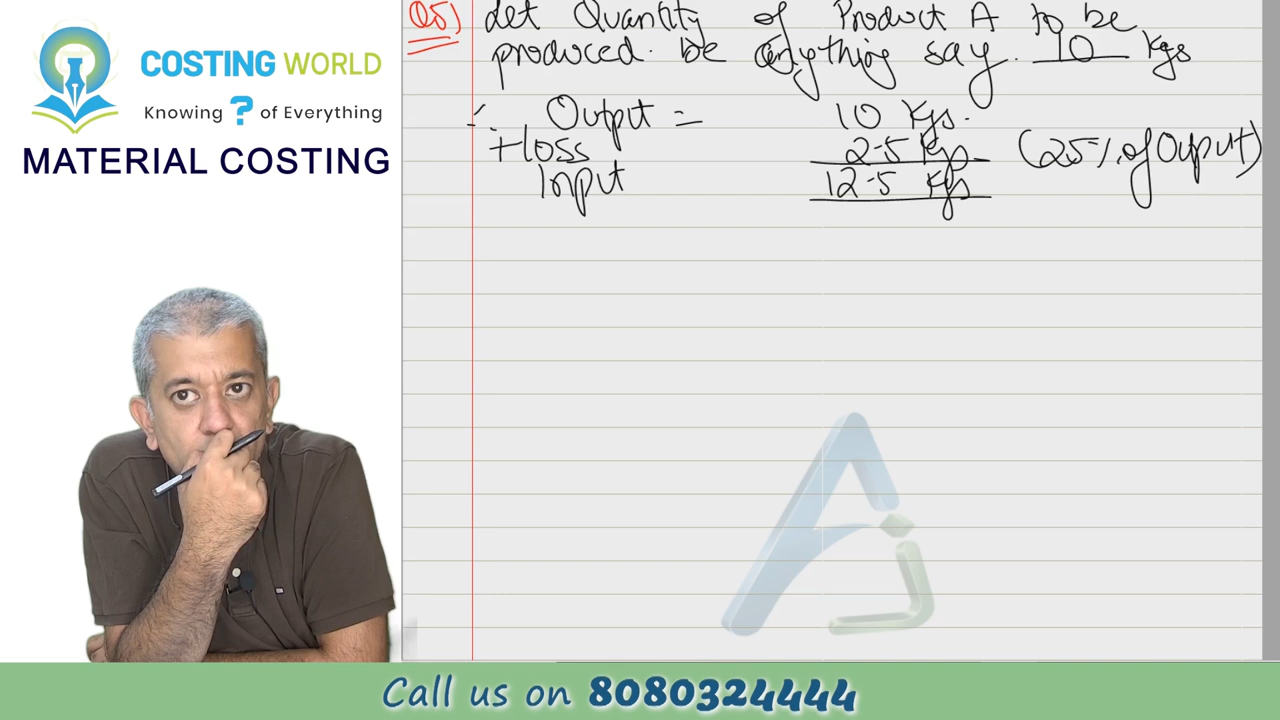 COSTING WORLD
Knowing ? of Everything
MATERIAL COSTING
Q5) Let Quantity of Product A to be
produced. be anything say. 10 Kgs
∴ Output = 10 Kgs.
+ loss 2.5 Kgs (25% of Output)
Input 12.5 Kgs
Call us on 8080324444